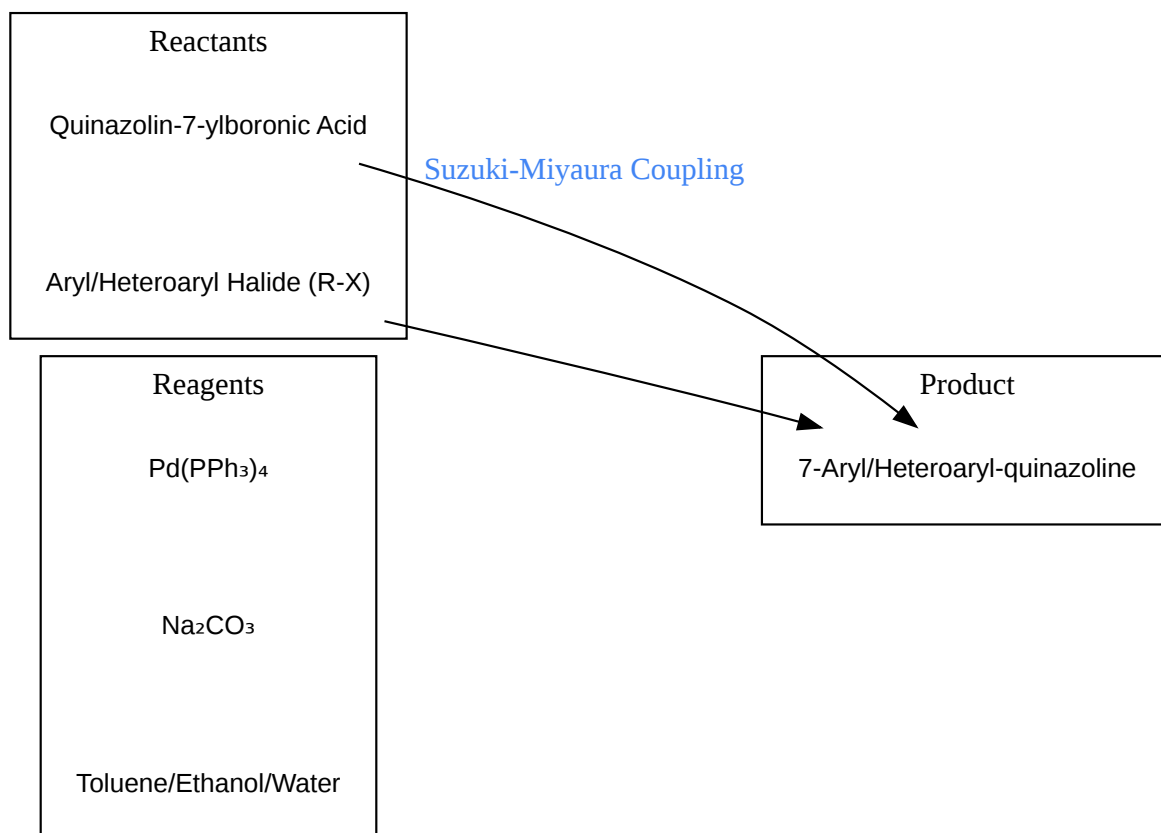 Reactants
Quinazolin-7-ylboronic Acid
Suzuki-Miyaura Coupling
Aryl/Heteroaryl Halide (R-X)
Reagents
Pd(PPh₃)₄
Na₂CO₃
Toluene/Ethanol/Water
Product
7-Aryl/Heteroaryl-quinazoline